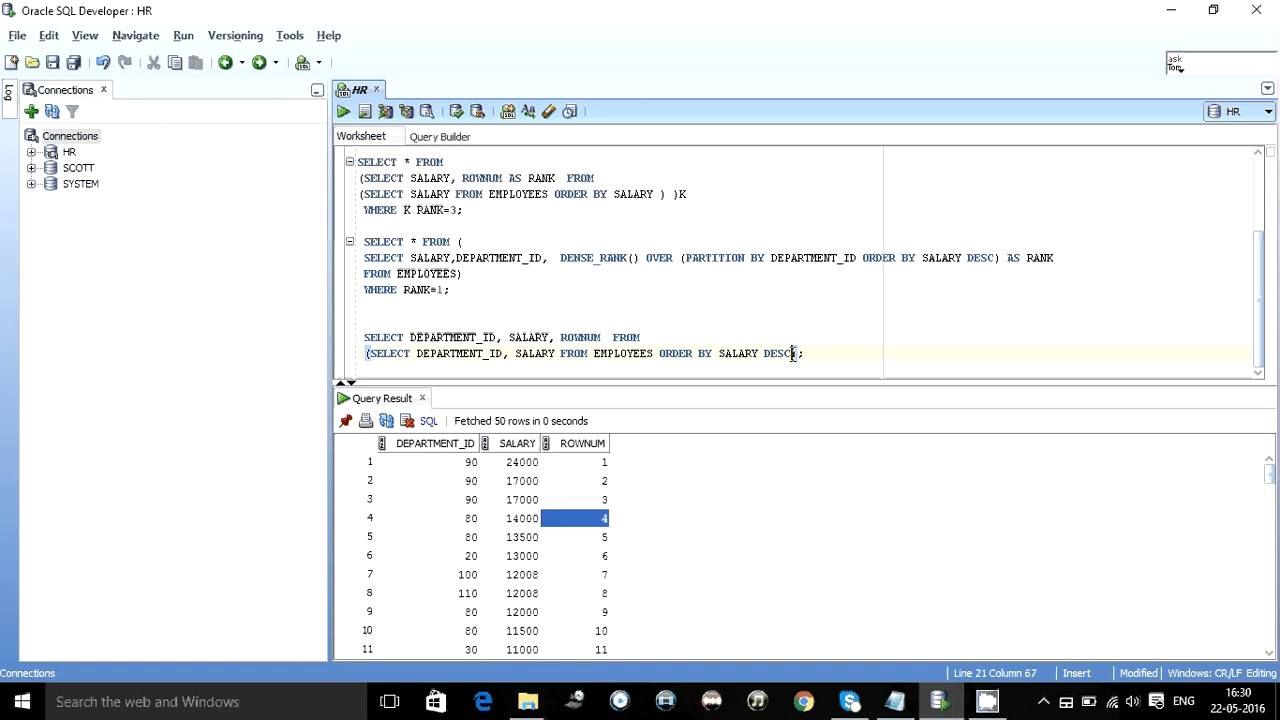 Oracle SQL Developer : HR
File Edit View Navigate Run Versioning Tools Help
ask
Tom
Log
Connections
HR
HR
Connections
HR
SCOTT
SYSTEM
Worksheet Query Builder
SELECT * FROM
(SELECT SALARY, ROWNUM AS RANK  FROM
(SELECT SALARY FROM EMPLOYEES ORDER BY SALARY ) )K
WHERE K RANK=3;
SELECT * FROM (
SELECT SALARY,DEPARTMENT_ID,  DENSE_RANK() OVER (PARTITION BY DEPARTMENT_ID ORDER BY SALARY DESC) AS RANK
FROM EMPLOYEES)
WHERE RANK=1;
SELECT DEPARTMENT_ID, SALARY, ROWNUM  FROM
(SELECT DEPARTMENT_ID, SALARY FROM EMPLOYEES ORDER BY SALARY DESC);
Query Result
SQL | Fetched 50 rows in 0 seconds
DEPARTMENT_ID SALARY ROWNUM
1 90 24000 1
2 90 17000 2
3 90 17000 3
4 80 14000 4
5 80 13500 5
6 20 13000 6
7 100 12008 7
8 110 12008 8
9 80 12000 9
10 80 11500 10
11 30 11000 11
Connections
Line 21 Column 67 | Insert | Modified | Windows: CR/LF Editing
Search the web and Windows
ENG
16:30
22-05-2016